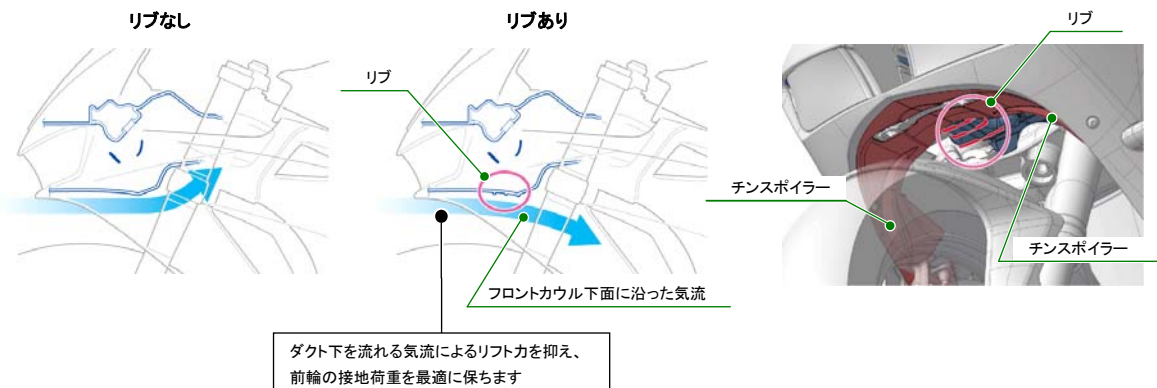 リブなし
リブあり
リブ
リブ
チンスポイラー
チンスポイラー
フロントカウル下面に沿った気流
ダクト下を流れる気流によるリフト力を抑え、
前輪の接地荷重を最適に保ちます